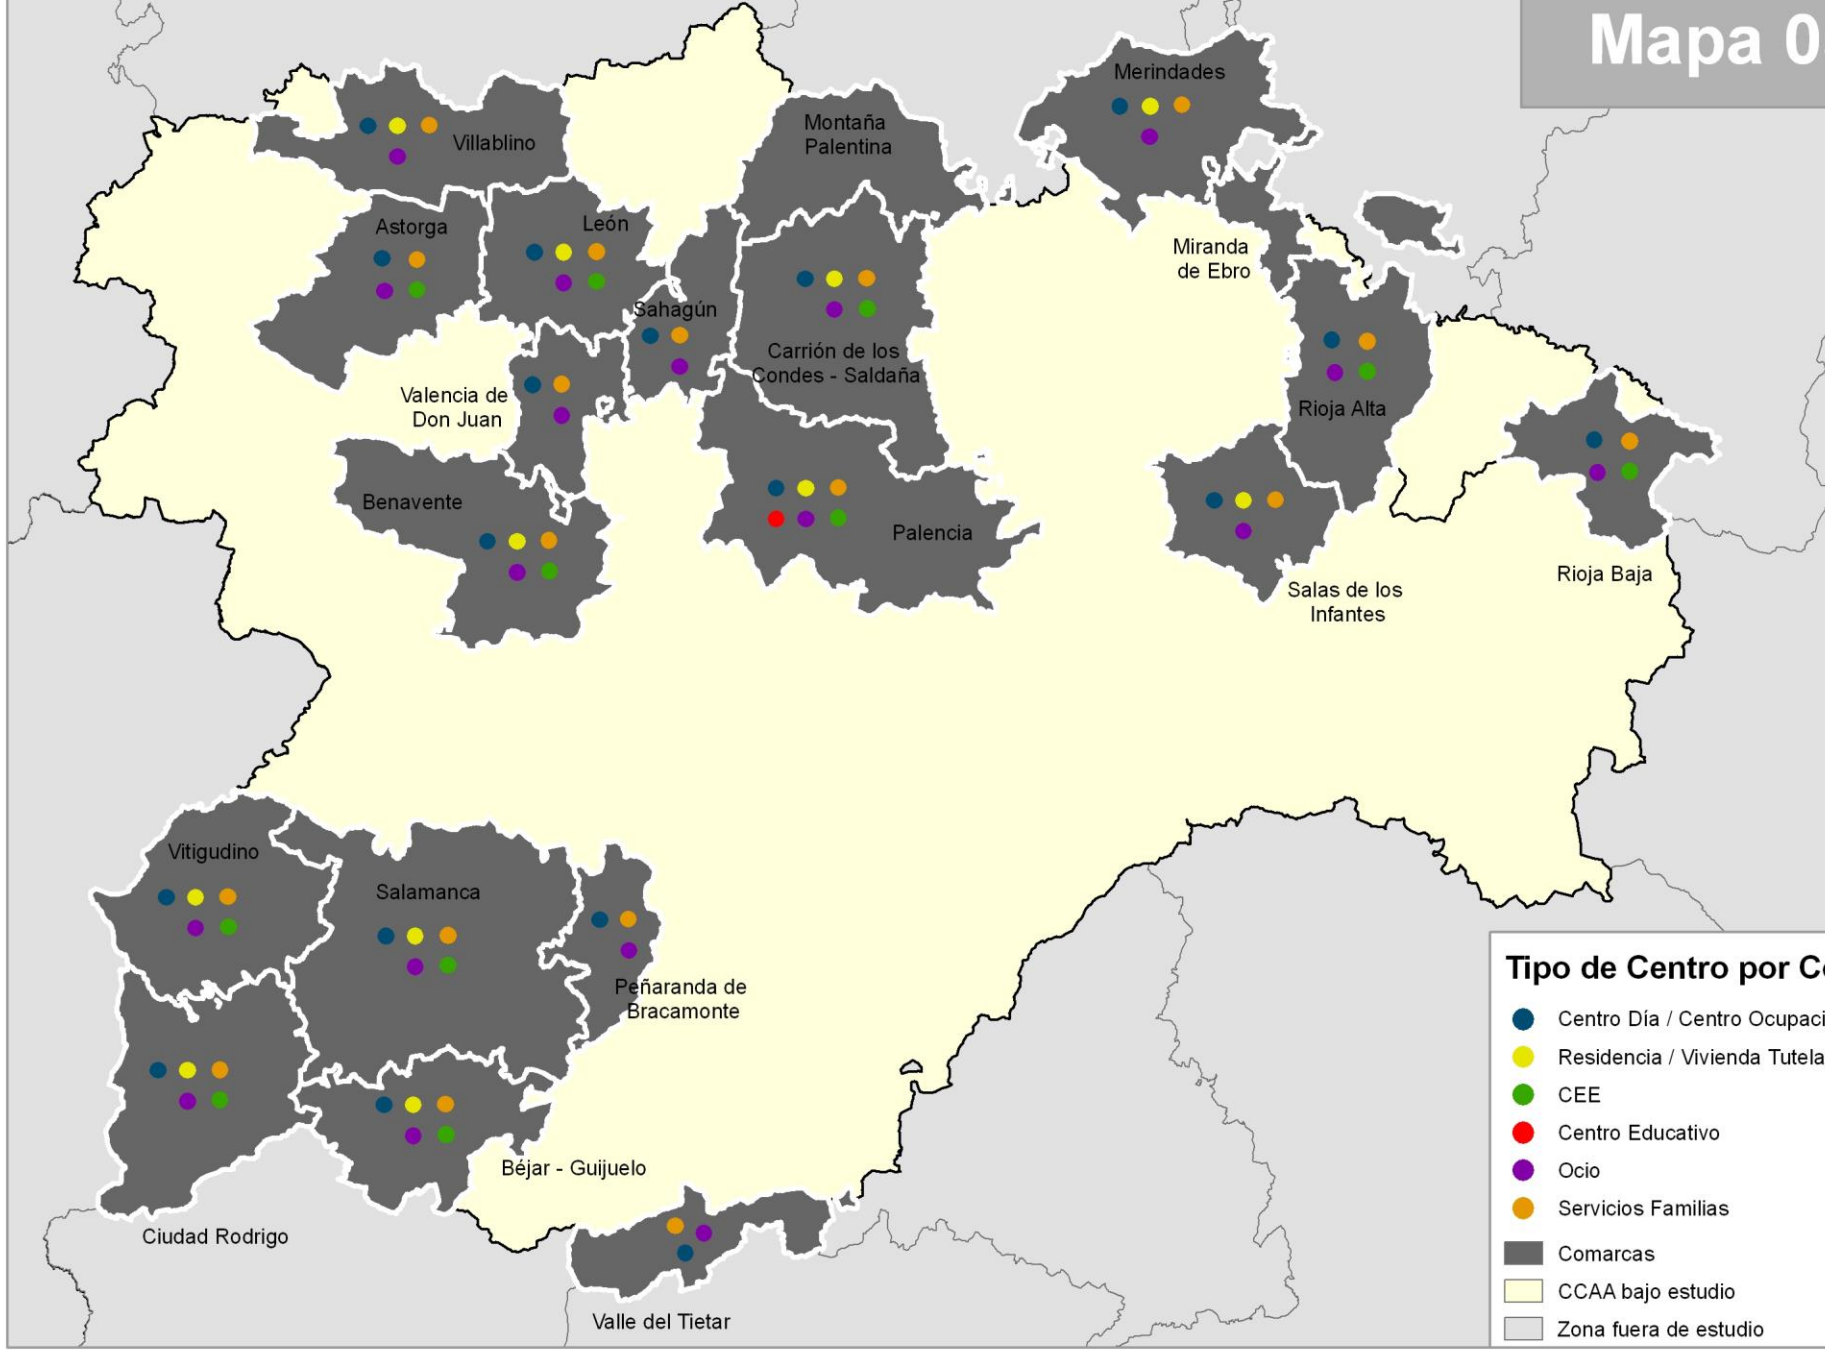 Mapa 0
Merindades
Montaña
Palentina
Villablino
Astorga
León
Miranda
de Ebro
Sahagún
Carrión de los
Condes - Saldaña
Valencia de
Don Juan
Rioja Alta
Benavente
Palencia
Rioja Baja
Salas de los
Infantes
Vitigudino
Salamanca
Peñaranda de
Bracamonte
Béjar - Guijuelo
Ciudad Rodrigo
Valle del Tietar
Tipo de Centro por C
Centro Día / Centro Ocupaci
Residencia / Vivienda Tutela
CEE
Centro Educativo
Ocio
Servicios Familias
Comarcas
CCAA bajo estudio
Zona fuera de estudio